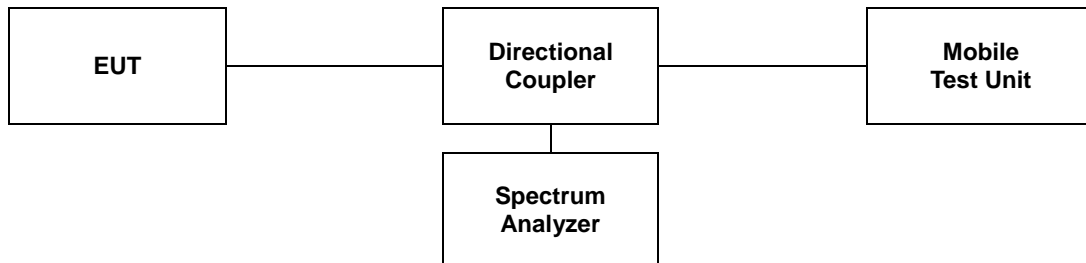 EUT
Directional
Coupler
Mobile
Test Unit
Spectrum
Analyzer